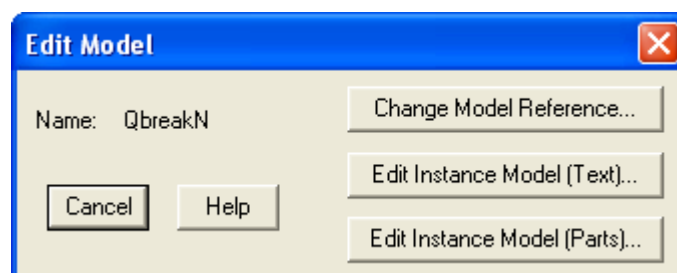 Edit Model
Name: QbreakN
Change Model Reference...
Edit Instance Model (Text)...
Cancel
Help
Edit Instance Model (Parts)...